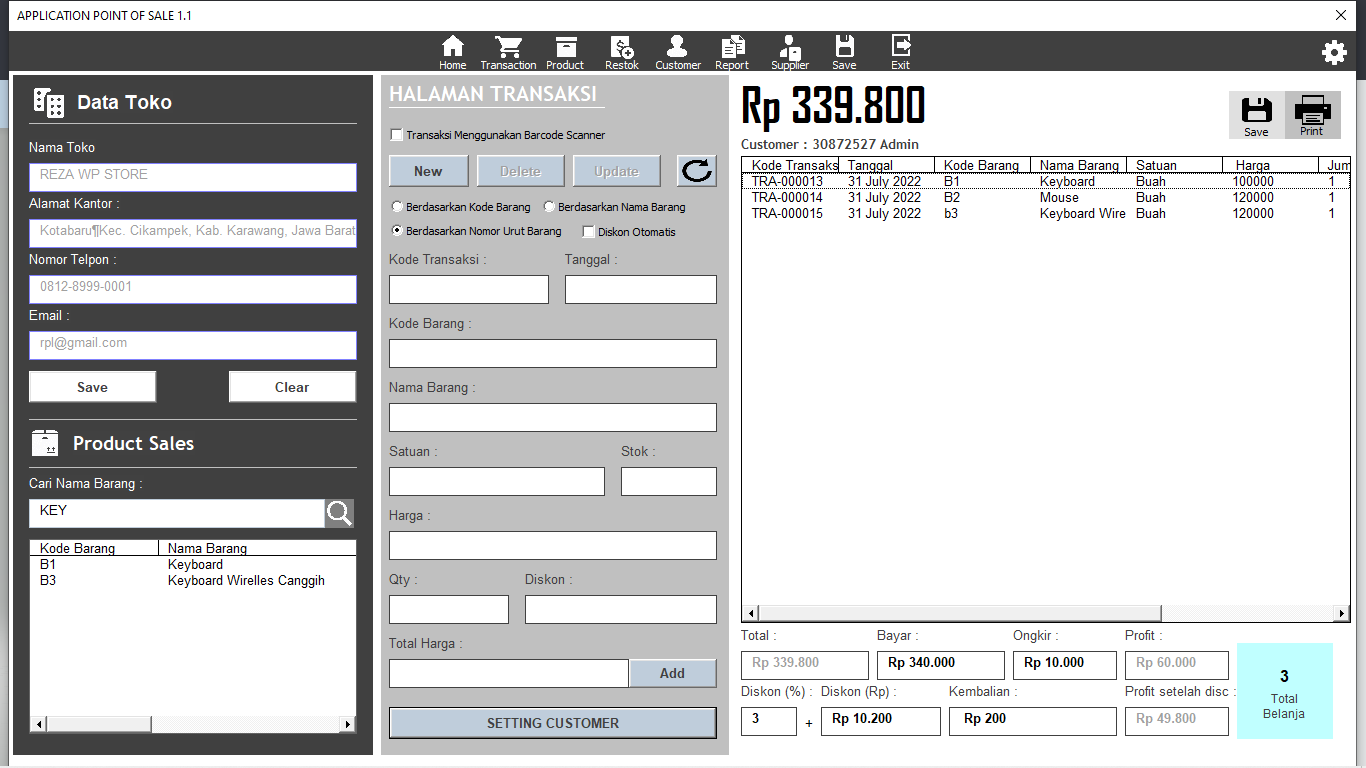 APPLICATION POINT OF SALE 1.1
Home Transaction Product Restok Customer Report Supplier Save Exit
Data Toko
Nama Toko
REZA WP STORE
Alamat Kantor :
Kotabaru¶Kec. Cikampek, Kab. Karawang, Jawa Barat
Nomor Telpon :
0812-8999-0001
Email :
rpl@gmail.com
Save Clear
Product Sales
Cari Nama Barang :
KEY
Kode Barang Nama Barang
B1 Keyboard
B3 Keyboard Wirelles Canggih
HALAMAN TRANSAKSI
Transaksi Menggunakan Barcode Scanner
New Delete Update
Berdasarkan Kode Barang Berdasarkan Nama Barang
Berdasarkan Nomor Urut Barang Diskon Otomatis
Kode Transaksi : Tanggal :
Kode Barang :
Nama Barang :
Satuan : Stok :
Harga :
Qty : Diskon :
Total Harga :
Add
SETTING CUSTOMER
Rp 339.800
Save Print
Customer : 30872527 Admin
Kode Transaks Tanggal Kode Barang Nama Barang Satuan Harga Jum
TRA-000013 31 July 2022 B1 Keyboard Buah 100000 1
TRA-000014 31 July 2022 B2 Mouse Buah 120000 1
TRA-000015 31 July 2022 b3 Keyboard Wire Buah 120000 1
Total : Bayar : Ongkir : Profit :
Rp 339.800 Rp 340.000 Rp 10.000 Rp 60.000
Diskon (%) : Diskon (Rp) : Kembalian : Profit setelah disc :
3 + Rp 10.200 Rp 200 Rp 49.800
3
Total
Belanja